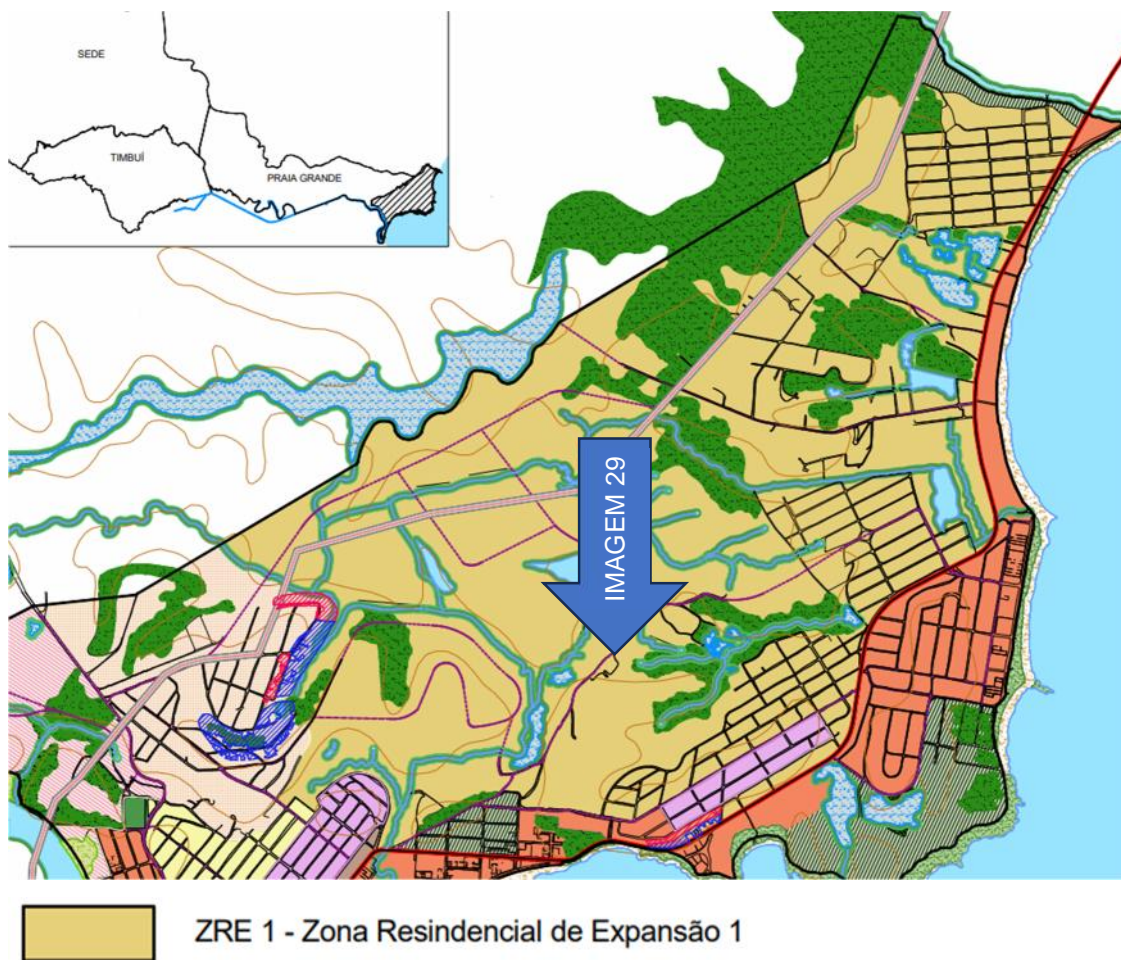 SEDE
TIMBUÍ
PRAIA GRANDE
IMAGEM 29
ZRE 1 - Zona Resindencial de Expansão 1